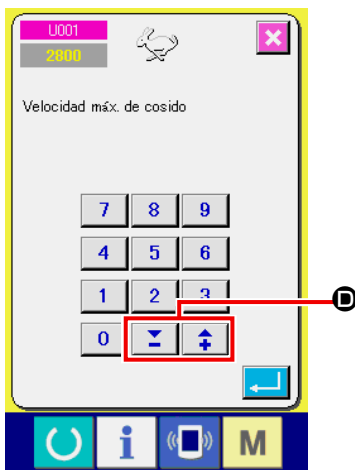 U001
2800
Velocidad máx. de cosido
7 8 9
4 5 6
1 2 3
D
0 - +
i M